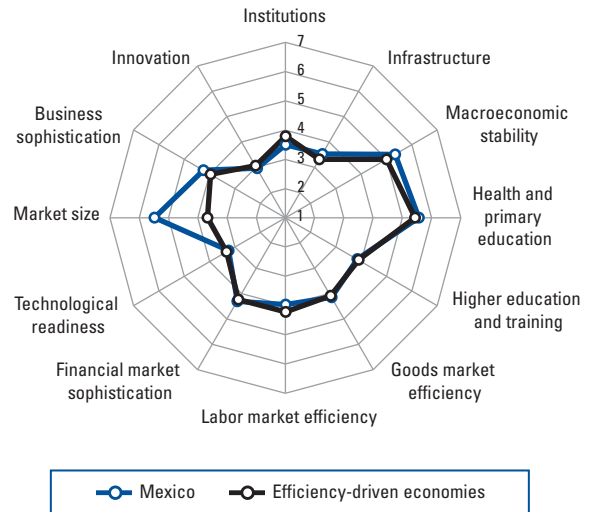 Institutions
7
6
5
4
3
2
1
Infrastructure
Macroeconomic
stability
Health and
primary
education
Higher education
and training
Goods market
efficiency
Labor market efficiency
Financial market
sophistication
Technological
readiness
Market size
Business
sophistication
Innovation
Mexico
Efficiency-driven economies